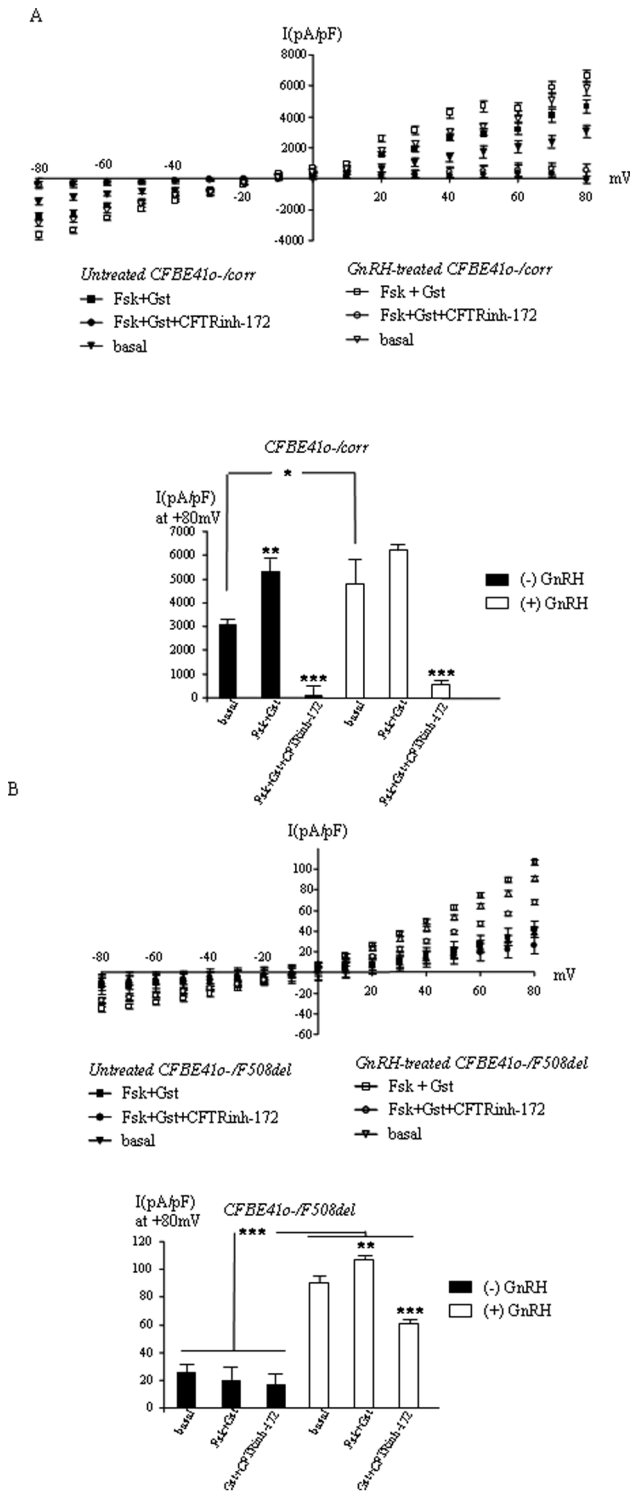 A
I(pA/pF)
8000
6000
4000
2000
-2000
-4000
-80
-60
-40
-20
20
40
60
80
mV
Untreated CFBE41o-/corr
Fsk+Gst
Fsk+Gst+CFTRinh-172
basal
GnRH-treated CFBE41o-/corr
Fsk + Gst
Fsk+Gst+CFTRinh-172
basal
CFBE41o-/corr
*
I(pA/pF)
at +80mV
7000
6000
5000
4000
3000
2000
1000
0
**
***
***
basal
Fsk+Gst
Fsk+Gst+CFTRinh-172
basal
Fsk+Gst
Fsk+Gst+CFTRinh-172
(-) GnRH
(+) GnRH
B
I(pA/pF)
100
80
60
40
20
-20
-40
-60
-80
-60
-40
-20
20
40
60
80
mV
Untreated CFBE41o-/F508del
Fsk+Gst
Fsk+Gst+CFTRinh-172
basal
GnRH-treated CFBE41o-/F508del
Fsk + Gst
Fsk+Gst+CFTRinh-172
basal
I(pA/pF)
at +80mV
CFBE41o-/F508del
***
**
***
120
100
80
60
40
20
0
basal
Fsk+Gst
Gst+CFTRinh-172
basal
Fsk+Gst
Gst+CFTRinh-172
(-) GnRH
(+) GnRH